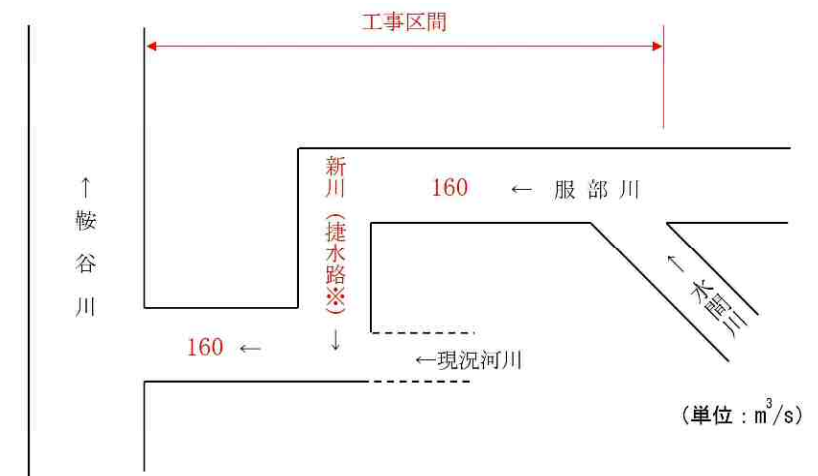 工事区間
新川（捷水路※）
↓
160 ← 服部川
↑鞍谷川
↑水間川
160 ←
←現況河川
(単位：m³/s)